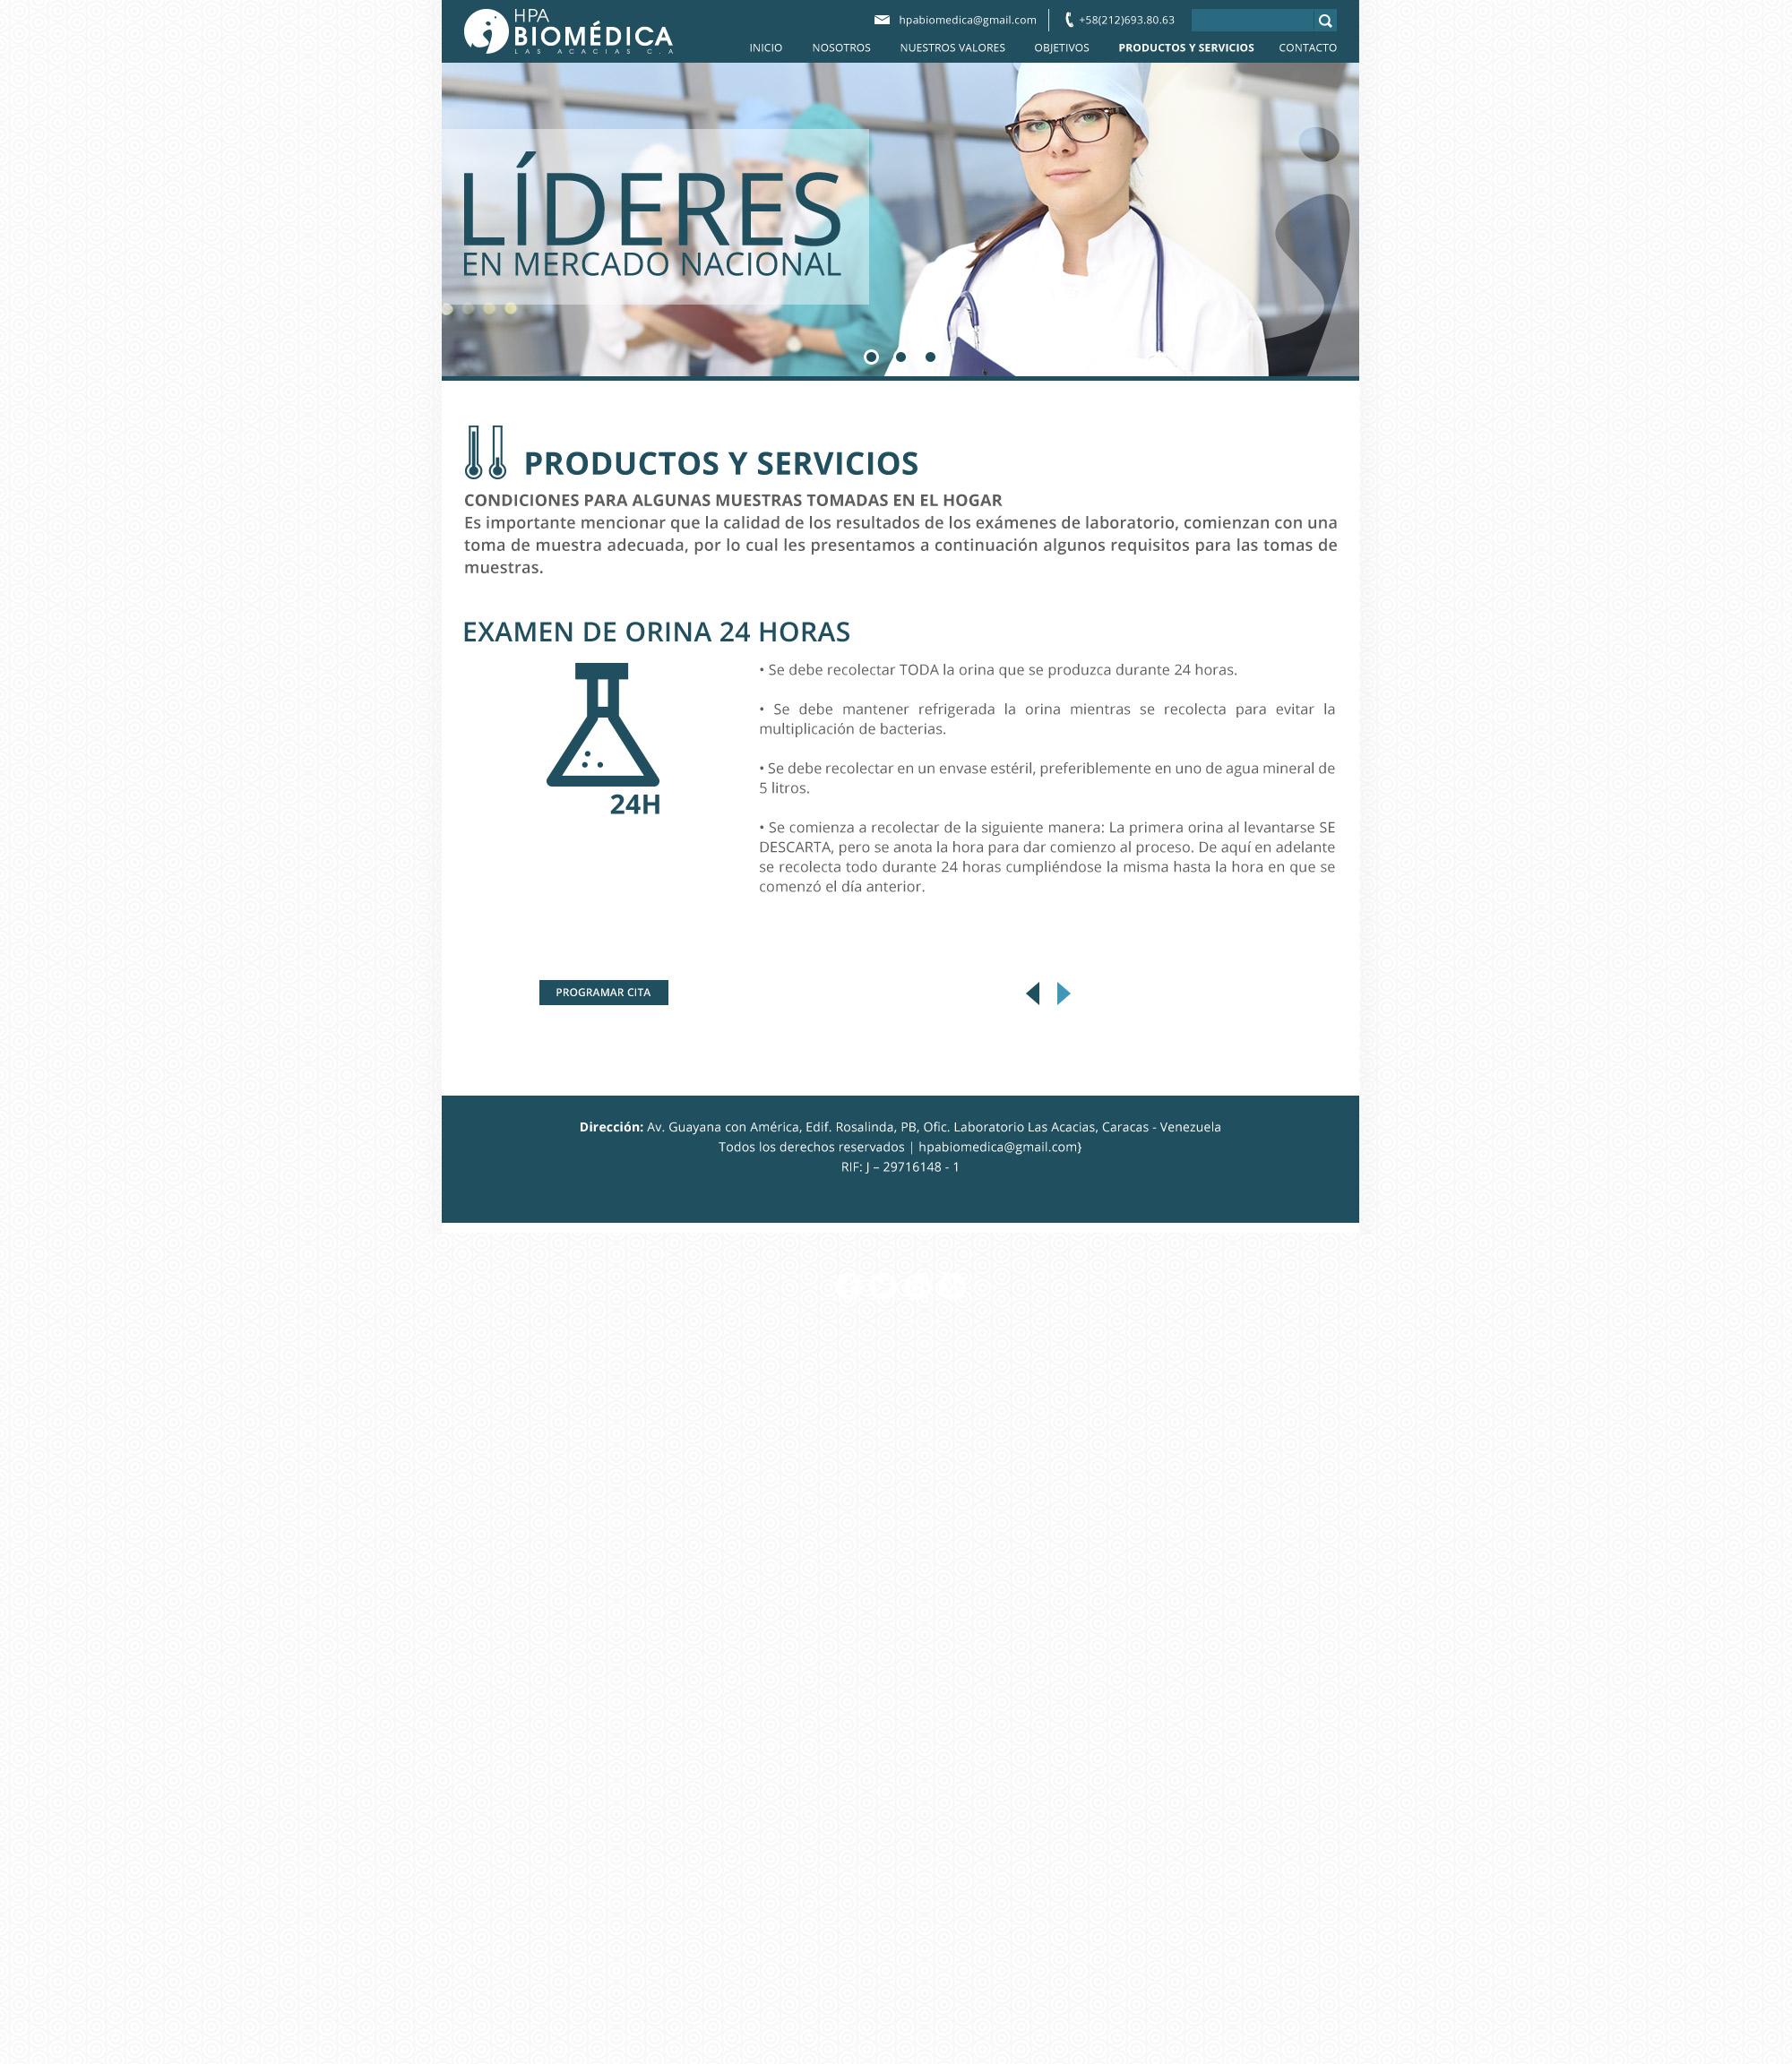 HPA
BIOMÉDICA
LAS ACACIAS C.A
hpabiomedica@gmail.com
+58(212)693.80.63
INICIO NOSOTROS NUESTROS VALORES OBJETIVOS PRODUCTOS Y SERVICIOS CONTACTO
LÍDERES
EN MERCADO NACIONAL
PRODUCTOS Y SERVICIOS
CONDICIONES PARA ALGUNAS MUESTRAS TOMADAS EN EL HOGAR
Es importante mencionar que la calidad de los resultados de los exámenes de laboratorio, comienzan con una
toma de muestra adecuada, por lo cual les presentamos a continuación algunos requisitos para las tomas de
muestras.
EXAMEN DE ORINA 24 HORAS
24H
• Se debe recolectar TODA la orina que se produzca durante 24 horas.
• Se debe mantener refrigerada la orina mientras se recolecta para evitar la
multiplicación de bacterias.
• Se debe recolectar en un envase estéril, preferiblemente en uno de agua mineral de
5 litros.
• Se comienza a recolectar de la siguiente manera: La primera orina al levantarse SE
DESCARTA, pero se anota la hora para dar comienzo al proceso. De aquí en adelante
se recolecta todo durante 24 horas cumpliéndose la misma hasta la hora en que se
comenzó el día anterior.
PROGRAMAR CITA
Dirección: Av. Guayana con América, Edif. Rosalinda, PB, Ofic. Laboratorio Las Acacias, Caracas - Venezuela
Todos los derechos reservados | hpabiomedica@gmail.com}
RIF: J – 29716148 - 1